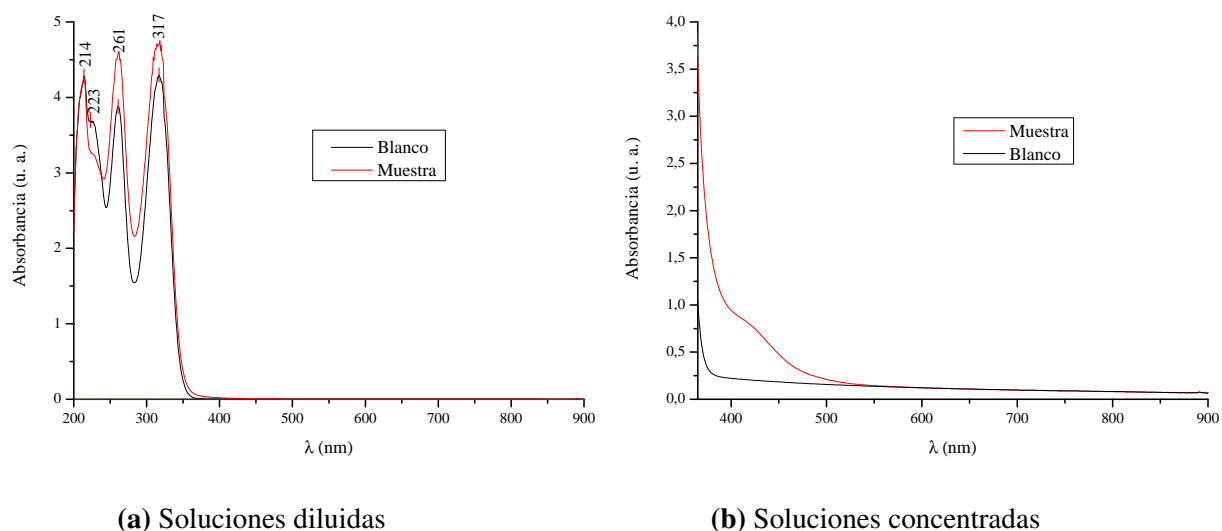 5
4
3
2
1
0
Absorbancia (u. a.)
214
223
261
317
Blanco
Muestra
200 300 400 500 600 700 800 900
λ (nm)
(a) Soluciones diluidas
4,0
3,5
3,0
2,5
2,0
1,5
1,0
0,5
0,0
Absorbancia (u. a.)
Muestra
Blanco
400 500 600 700 800 900
λ (nm)
(b) Soluciones concentradas